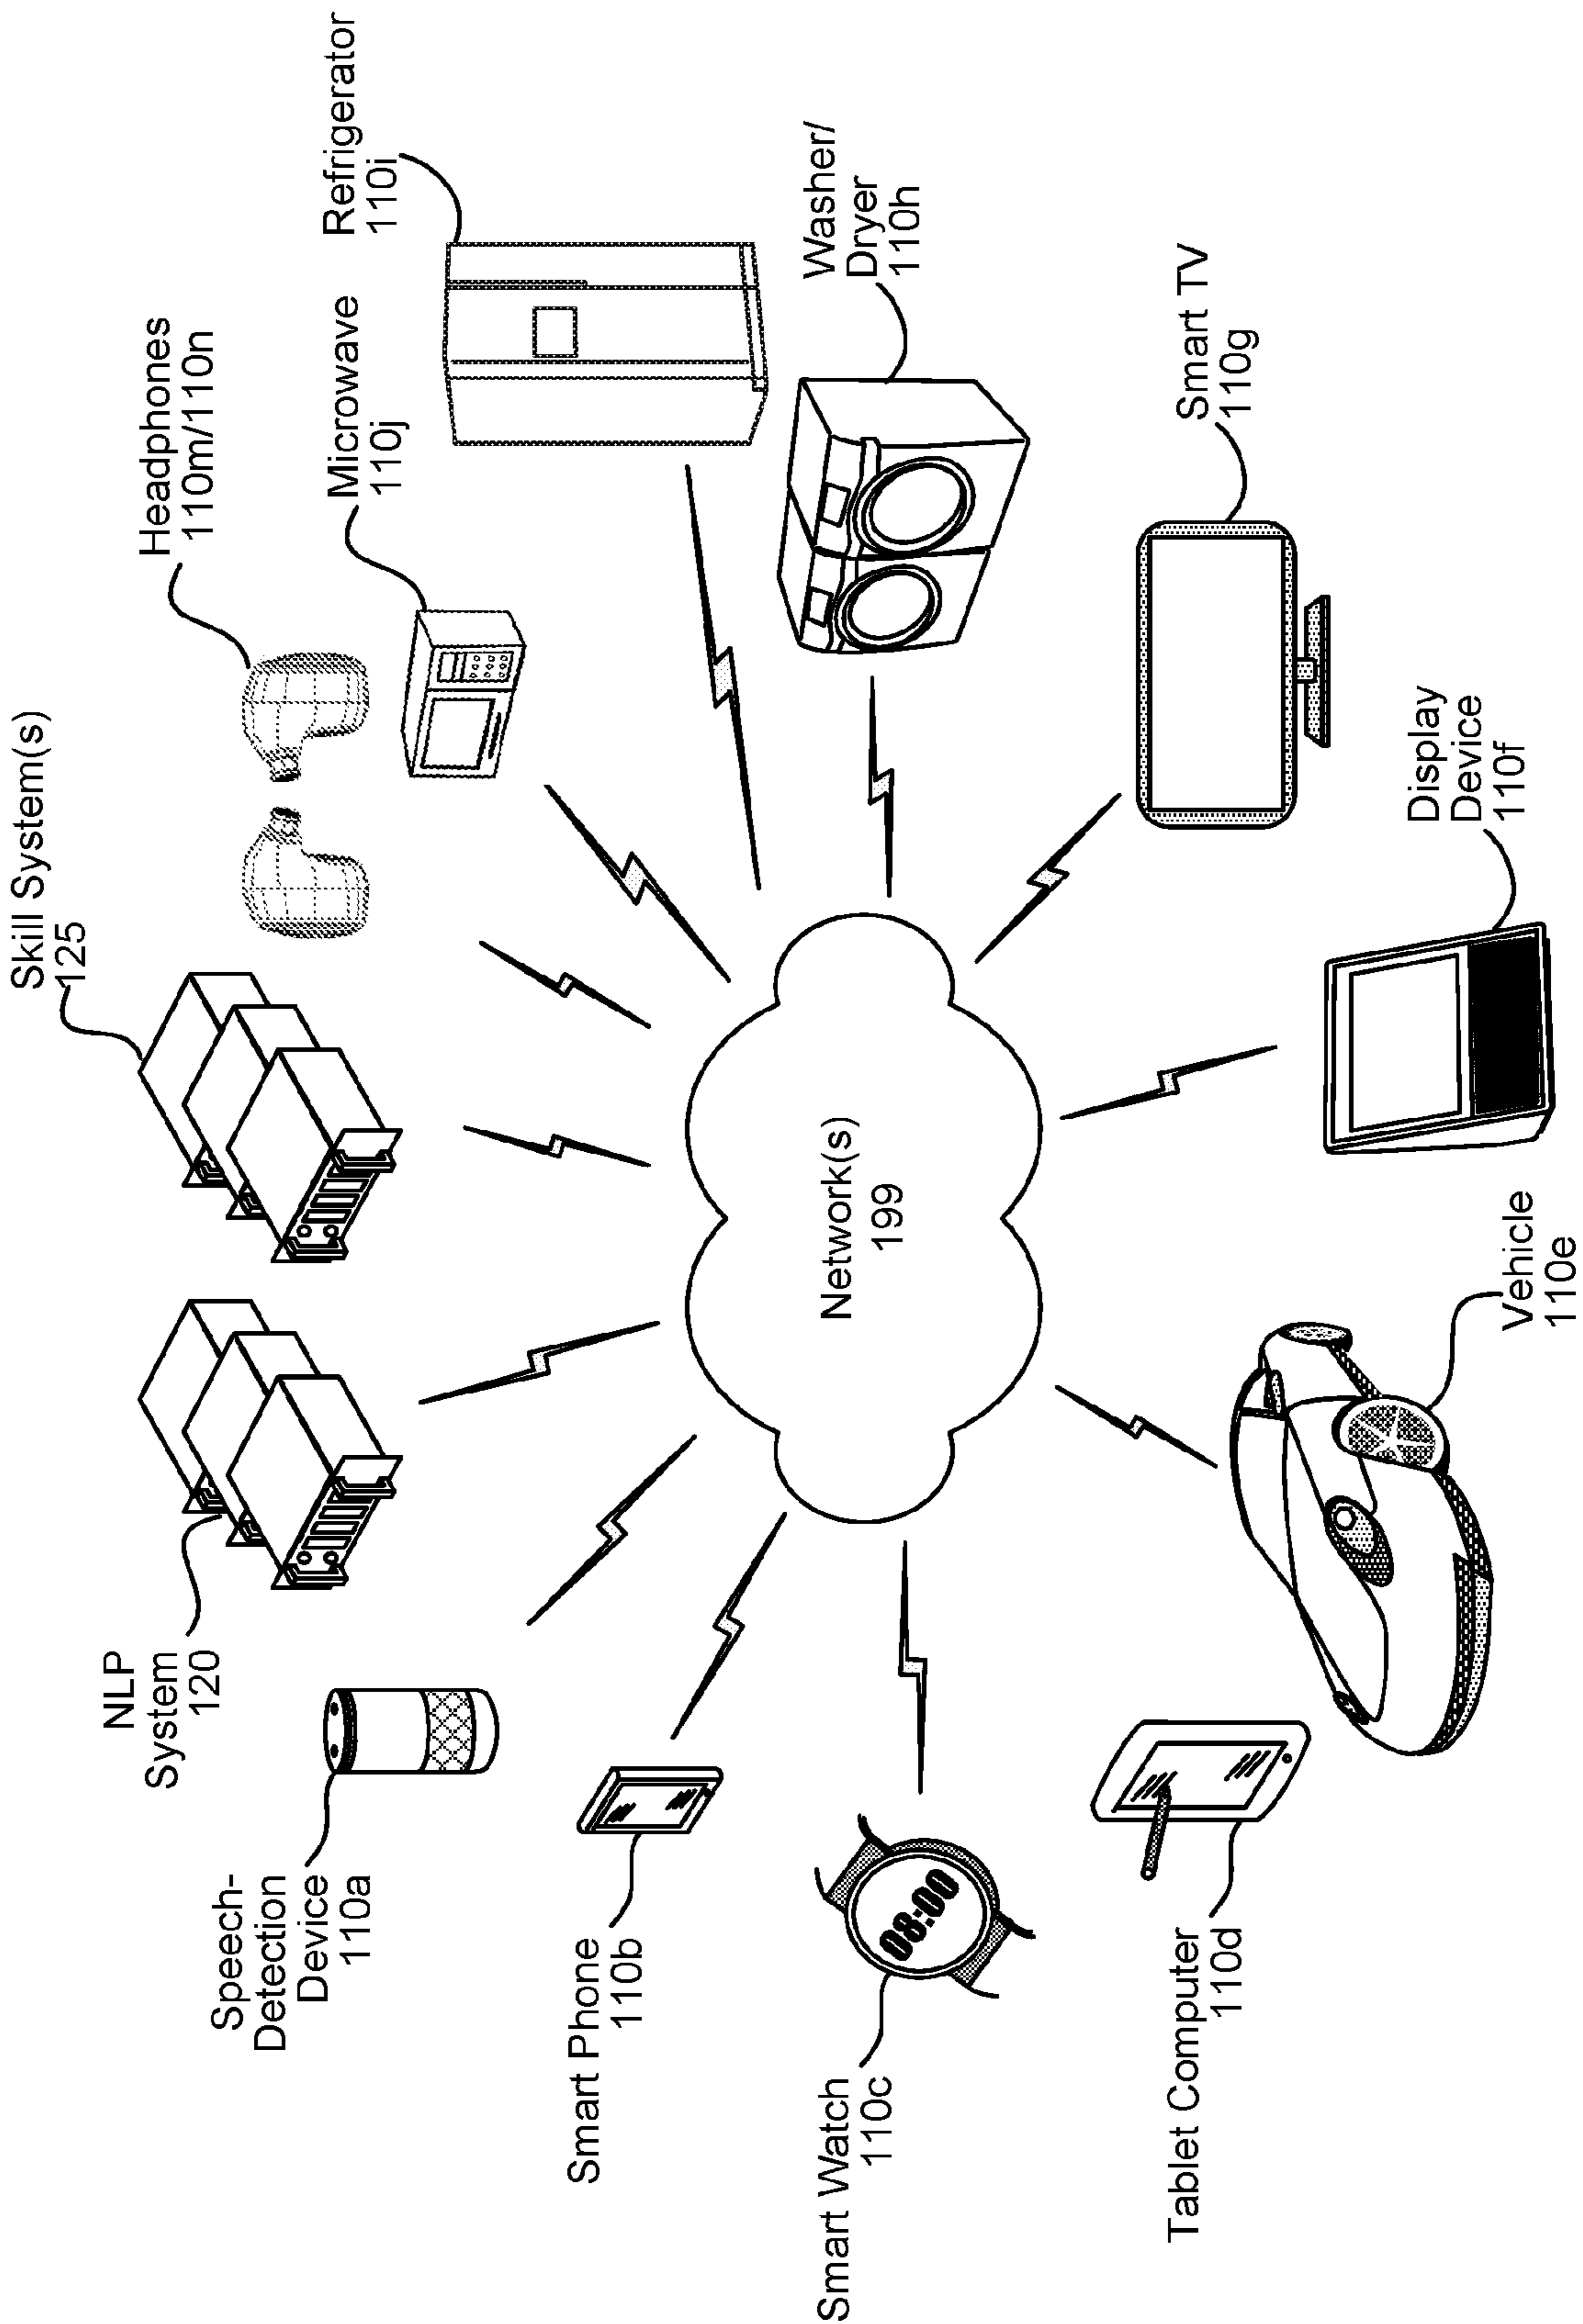 Skill System(s)
125
NLP
System
120
Headphones
110m/110n
Speech-
Detection
Device
110a
Microwave
110j
Refrigerator
110i
Smart Phone
110b
Washer/
Dryer
110h
Network(s)
199
Smart Watch
110c
08:00
Smart TV
110g
Tablet Computer
110d
Display
Device
110f
Vehicle
110e